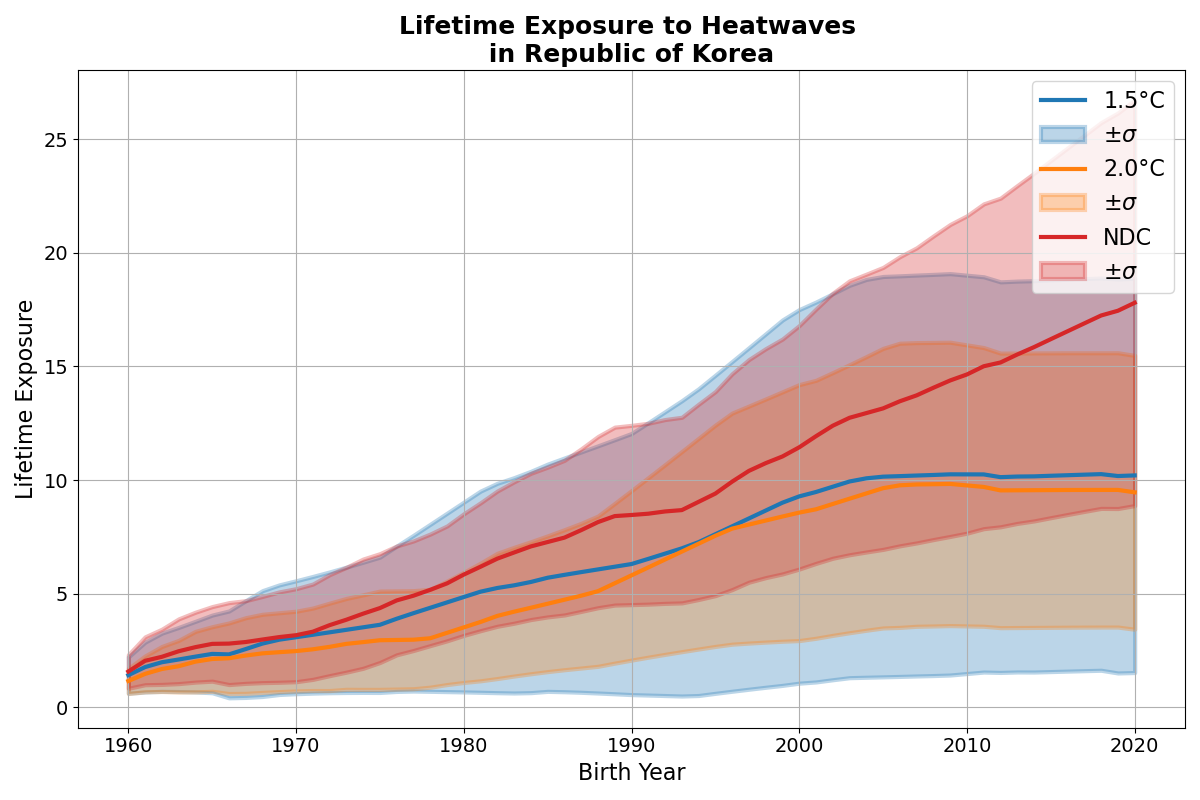 Lifetime Exposure to Heatwaves
in Republic of Korea
Lifetime Exposure
25
20
15
10
5
0
1.5°C
±σ
2.0°C
±σ
NDC
±σ
1960
1970
1980
1990
2000
2010
2020
Birth Year